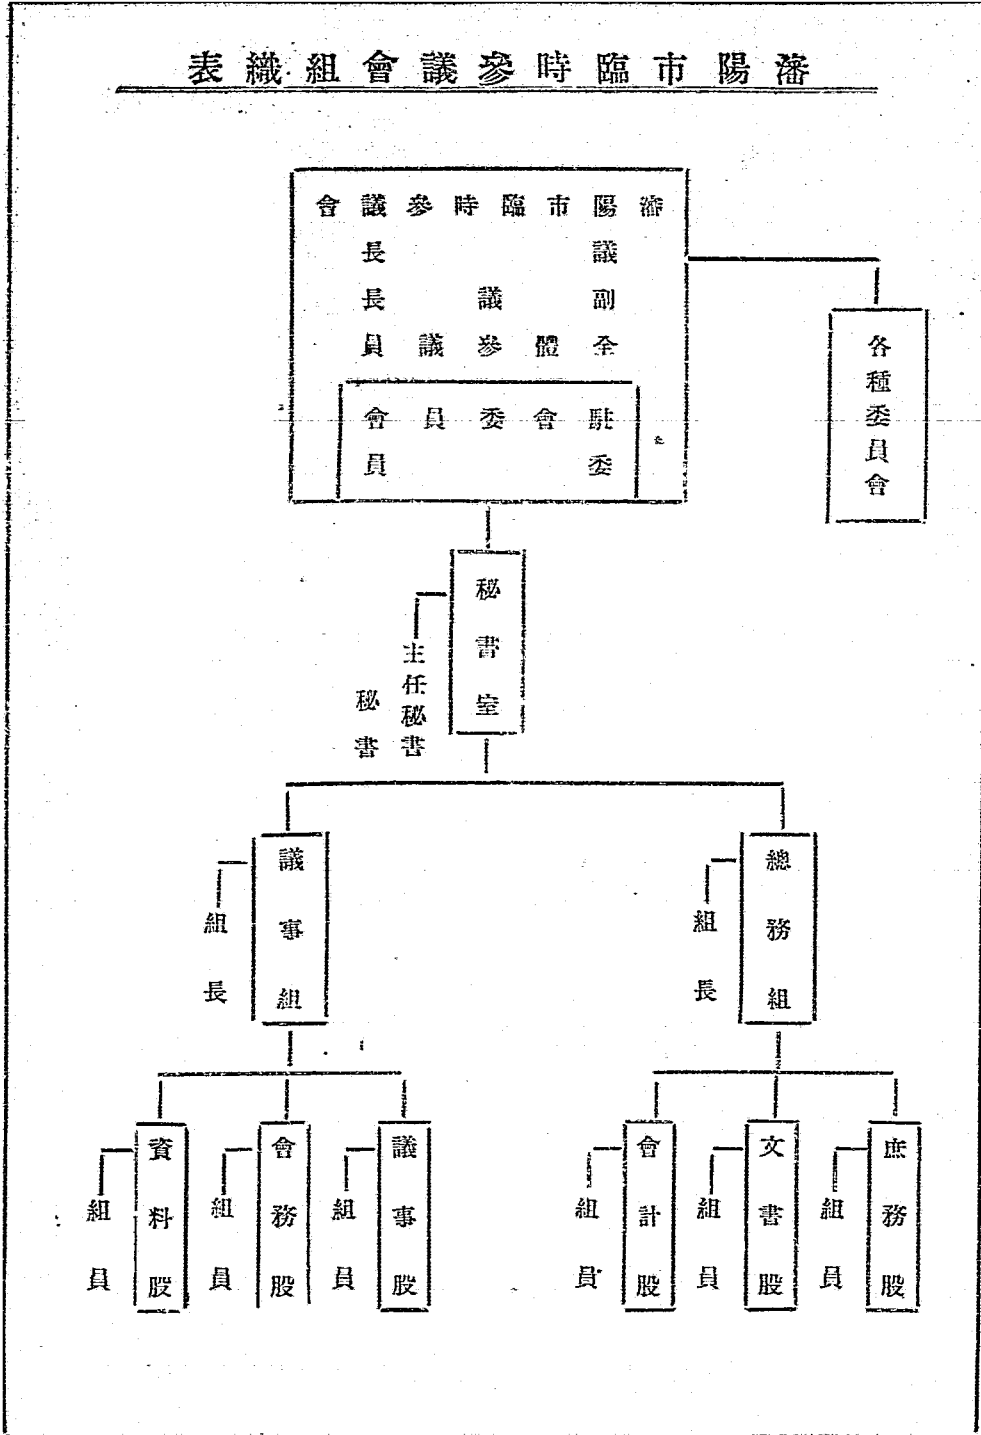 瀋陽市臨時參議會組織表
瀋陽市臨時參議會
議長
副議長
全體參議員
駐會委員會
委員
各種委員會
秘書室
主任秘書
秘書
總務組
組長
議事組
組長
庶務股
組員
文書股
組員
會計股
組員
議事股
組員
會務股
組員
資料股
組員